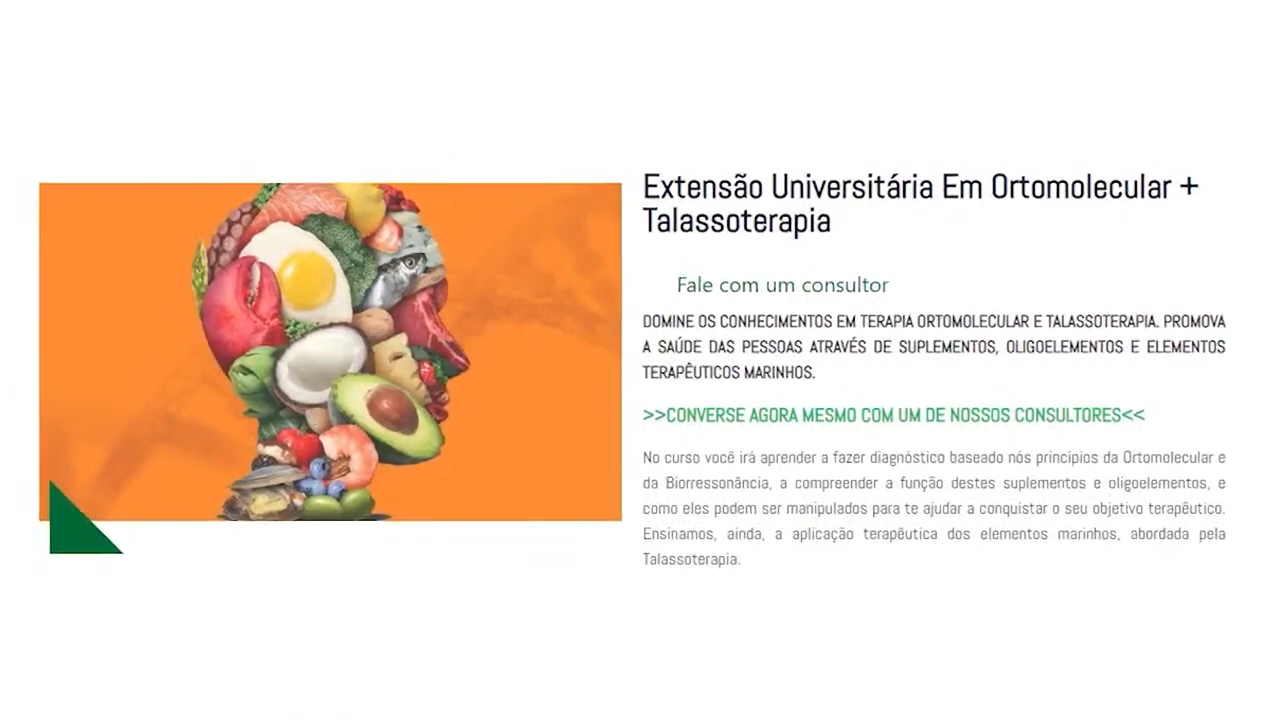 Extensão Universitária Em Ortomolecular +
Talassoterapia
Fale com um consultor
DOMINE OS CONHECIMENTOS EM TERAPIA ORTOMOLECULAR E TALASSOTERAPIA. PROMOVA
A SAÚDE DAS PESSOAS ATRAVÉS DE SUPLEMENTOS, OLIGOELEMENTOS E ELEMENTOS
TERAPÊUTICOS MARINHOS.
>>CONVERSE AGORA MESMO COM UM DE NOSSOS CONSULTORES<<
No curso você irá aprender a fazer diagnóstico baseado nós princípios da Ortomolecular e
da Biorressonância, a compreender a função destes suplementos e oligoelementos, e
como eles podem ser manipulados para te ajudar a conquistar o seu objetivo terapêutico.
Ensinamos, ainda, a aplicação terapêutica dos elementos marinhos, abordada pela
Talassoterapia.